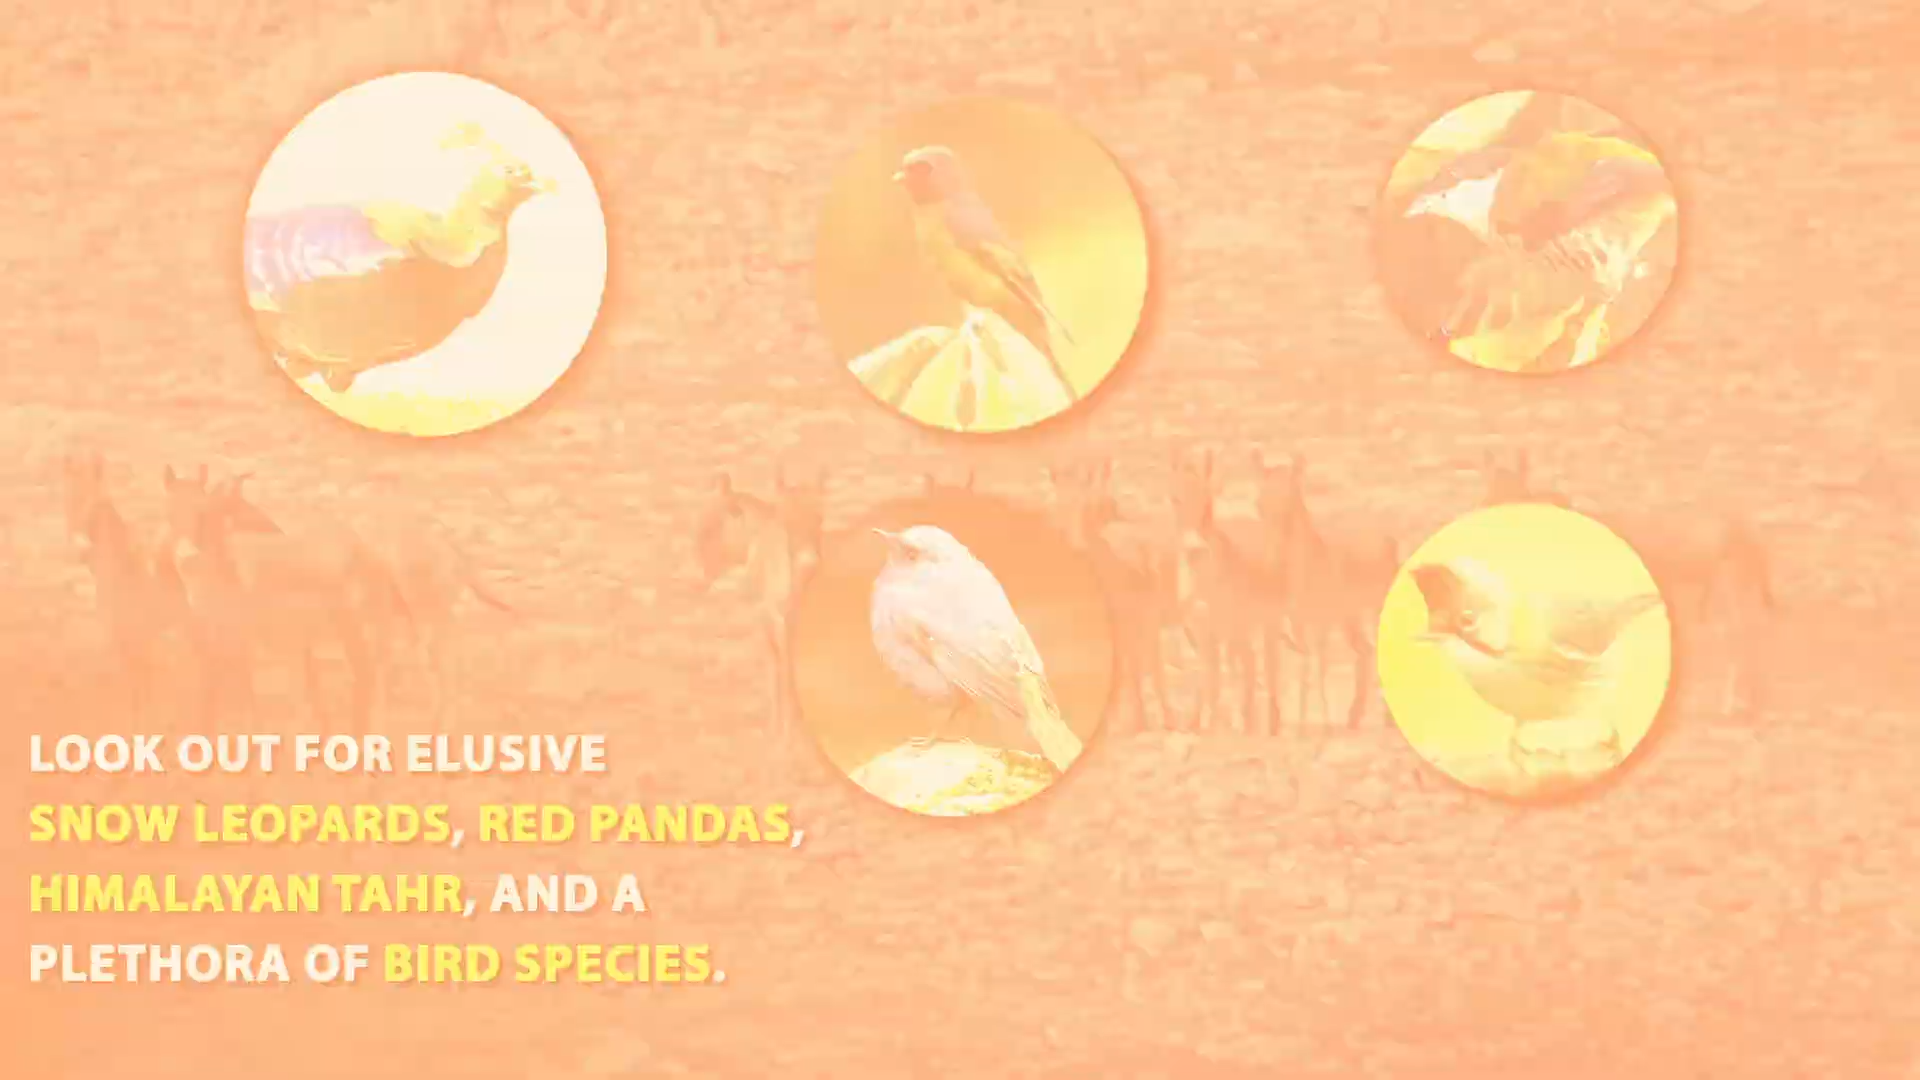 LOOK OUT FOR ELUSIVE
SNOW LEOPARDS, RED PANDAS,
HIMALAYAN TAHR, AND A
PLETHORA OF BIRD SPECIES.